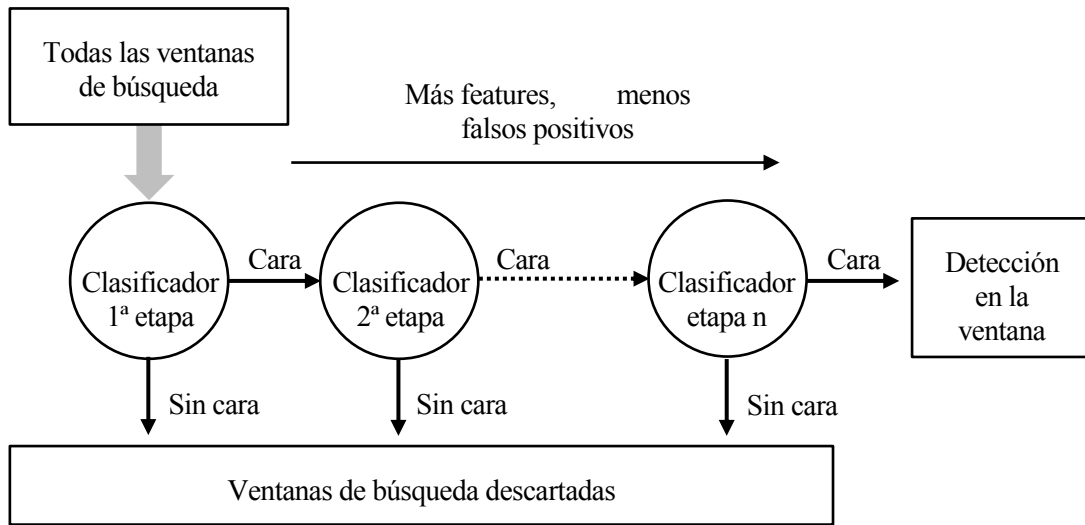 Todas las ventanas
de búsqueda
Más features, menos
falsos positivos
Cara
Cara
Cara
Clasificador
1ª etapa
Clasificador
2ª etapa
Clasificador
etapa n
Detección
en la
ventana
Sin cara
Sin cara
Sin cara
Ventanas de búsqueda descartadas